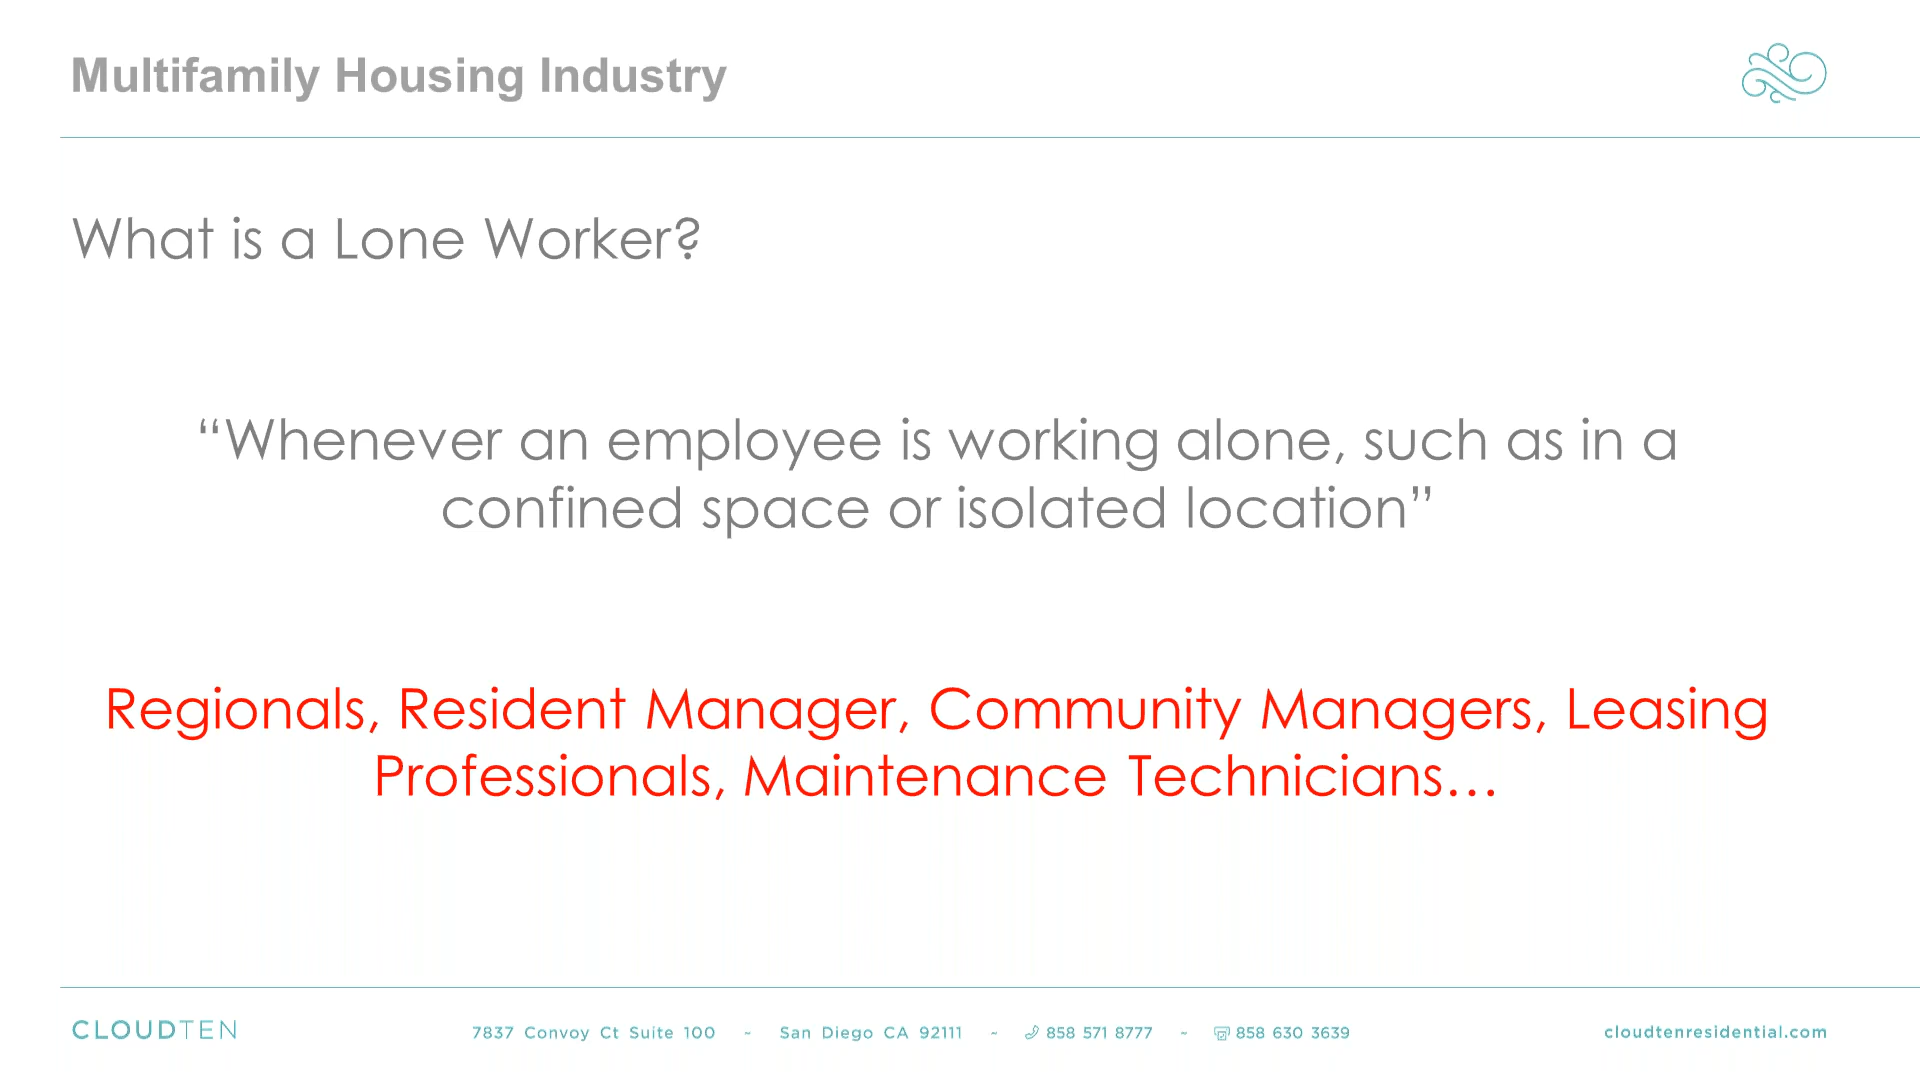 Multifamily Housing Industry
What is a Lone Worker?
“Whenever an employee is working alone, such as in a
confined space or isolated location”
Regionals, Resident Manager, Community Managers, Leasing
Professionals, Maintenance Technicians…
CLOUDTEN
7837 Convoy Ct Suite 100 ~ San Diego CA 92111 ~ 858 571 8777 ~ 858 630 3639
cloudtenresidential.com